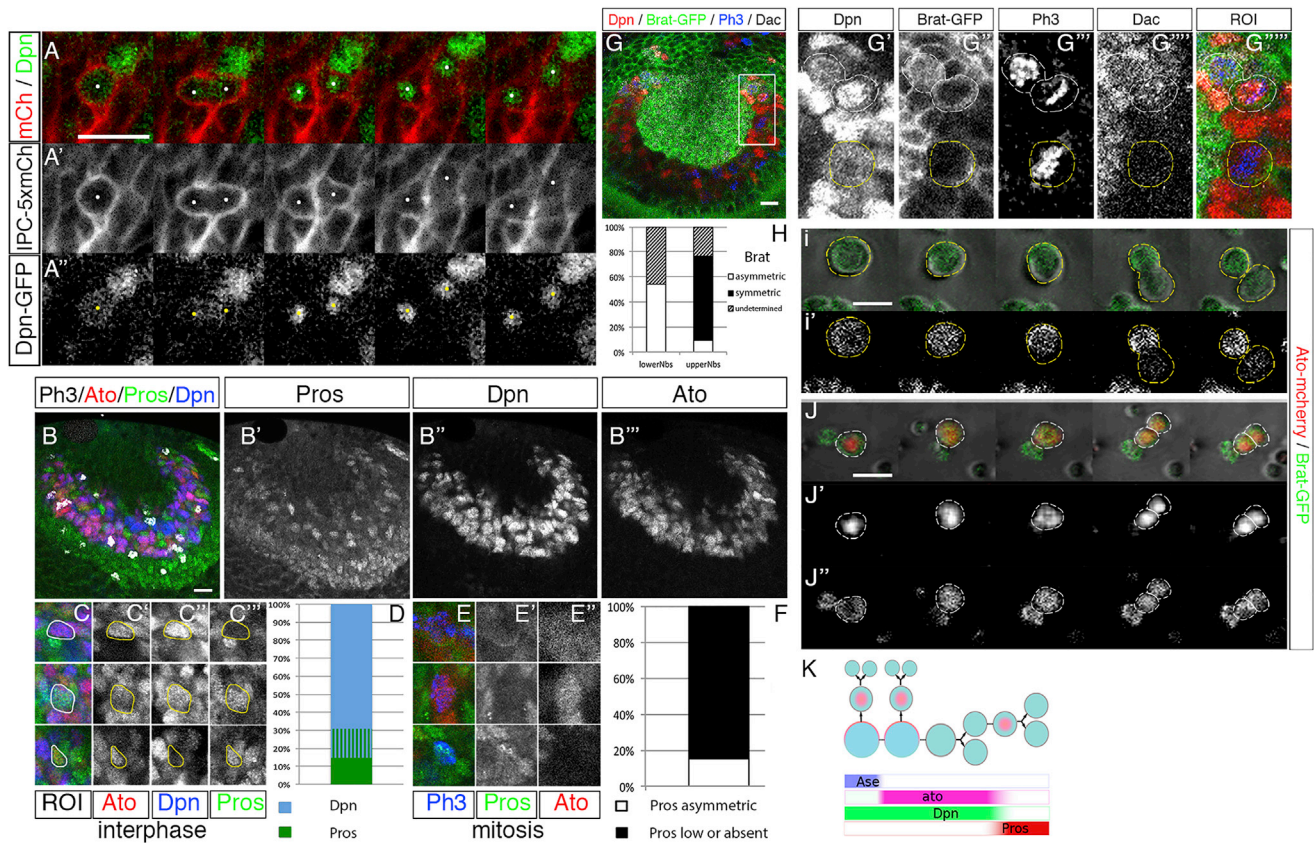 A
mCh / Dpn
A'
IPC-5xmCh
A''
Dpn-GFP
Dpn / Brat-GFP / Ph3 / Dac
G
Dpn
Brat-GFP
Ph3
Dac
ROI
G'
G''
G'''
G''''
G'''''
H
Brat
asymmetric
symmetric
undetermined
100%
80%
60%
40%
20%
0%
lowerNbs
upperNbs
i
i'
J
J'
J''
Ato-mcherry / Brat-GFP
Ph3/Ato/Pros/Dpn
Pros
Dpn
Ato
B
B'
B''
B'''
C
C'
C''
C'''
ROI
Ato
Dpn
Pros
interphase
D
100%
90%
80%
70%
60%
50%
40%
30%
20%
10%
0%
Dpn
Pros
E
E'
E''
Ph3
Pros
Ato
mitosis
F
100%
80%
60%
40%
20%
0%
Pros asymmetric
Pros low or absent
K
Ase
ato
Dpn
Pros